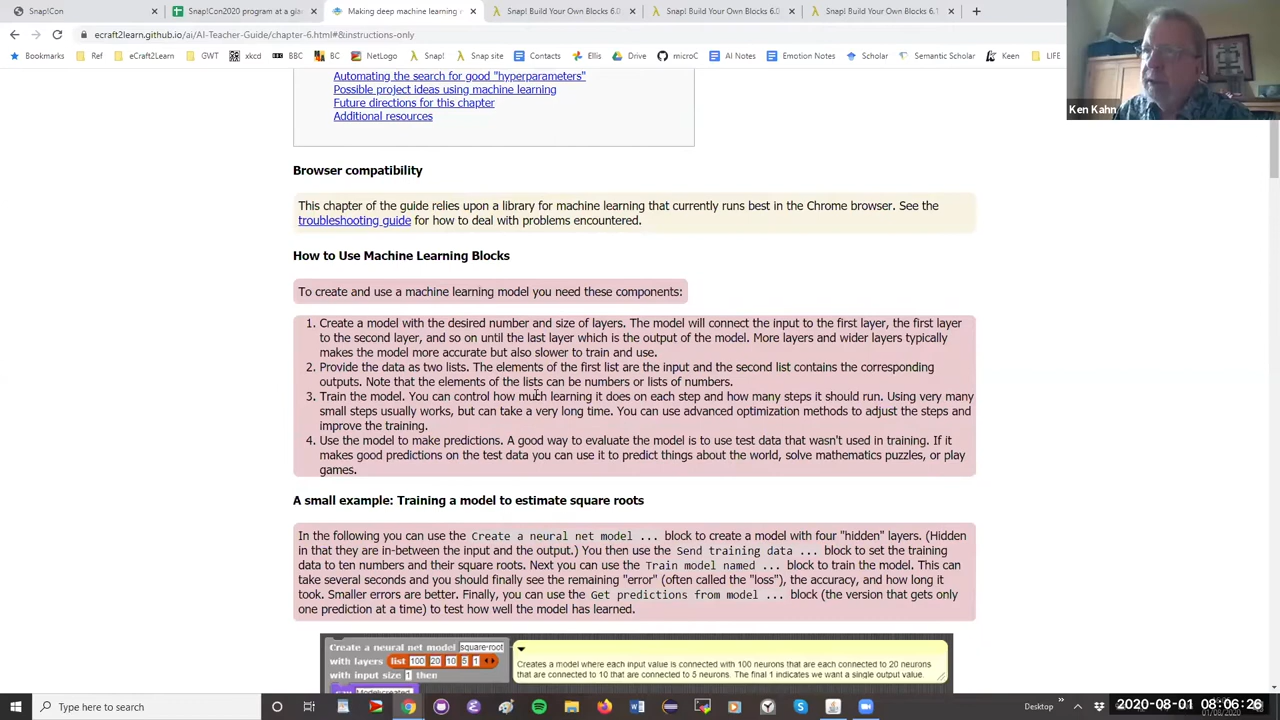 Snap!Con
Snap!Con2020 program at a gla
Making deep machine learning r
Snap! Build Your Own Blocks 6.0
Snap! Build Your Own Blocks 6.0
Snap! Build Your Own Blocks 6.1
ecraft2learn.github.io/ai/AI-Teacher-Guide/chapter-6.html#&instructions-only
Bookmarks
Ref
eCraft2Learn
GWT
xkcd
BBC
BC
NetLogo
Snap!
Snap site
Contacts
Ellis
Drive
microC
AI Notes
Emotion Notes
Scholar
Semantic Scholar
Keen
LIFE
Ken Kahn
Automating the search for good "hyperparameters"
Possible project ideas using machine learning
Future directions for this chapter
Additional resources
Browser compatibility
This chapter of the guide relies upon a library for machine learning that currently runs best in the Chrome browser. See the
troubleshooting guide for how to deal with problems encountered.
How to Use Machine Learning Blocks
To create and use a machine learning model you need these components:
1. Create a model with the desired number and size of layers. The model will connect the input to the first layer, the first layer
to the second layer, and so on until the last layer which is the output of the model. More layers and wider layers typically
makes the model more accurate but also slower to train and use.
2. Provide the data as two lists. The elements of the first list are the input and the second list contains the corresponding
outputs. Note that the elements of the lists can be numbers or lists of numbers.
3. Train the model. You can control how much learning it does on each step and how many steps it should run. Using very many
small steps usually works, but can take a very long time. You can use advanced optimization methods to adjust the steps and
improve the training.
4. Use the model to make predictions. A good way to evaluate the model is to use test data that wasn't used in training. If it
makes good predictions on the test data you can use it to predict things about the world, solve mathematics puzzles, or play
games.
A small example: Training a model to estimate square roots
In the following you can use the Create a neural net model ... block to create a model with four "hidden" layers. (Hidden
in that they are in-between the input and the output.) You then use the Send training data ... block to set the training
data to ten numbers and their square roots. Next you can use the Train model named ... block to train the model. This can
take several seconds and you should finally see the remaining "error" (often called the "loss"), the accuracy, and how long it
took. Smaller errors are better. Finally, you can use the Get predictions from model ... block (the version that gets only
one prediction at a time) to test how well the model has learned.
Create a neural net model square-root
with layers list 100 20 10 5 1
with input size 1 then
Creates a model where each input value is connected with 100 neurons that are each connected to 20 neurons
that are connected to 10 that are connected to 5 neurons. The final 1 indicates we want a single output value.
Type here to search
Desktop
2020-08-01 08:06:26